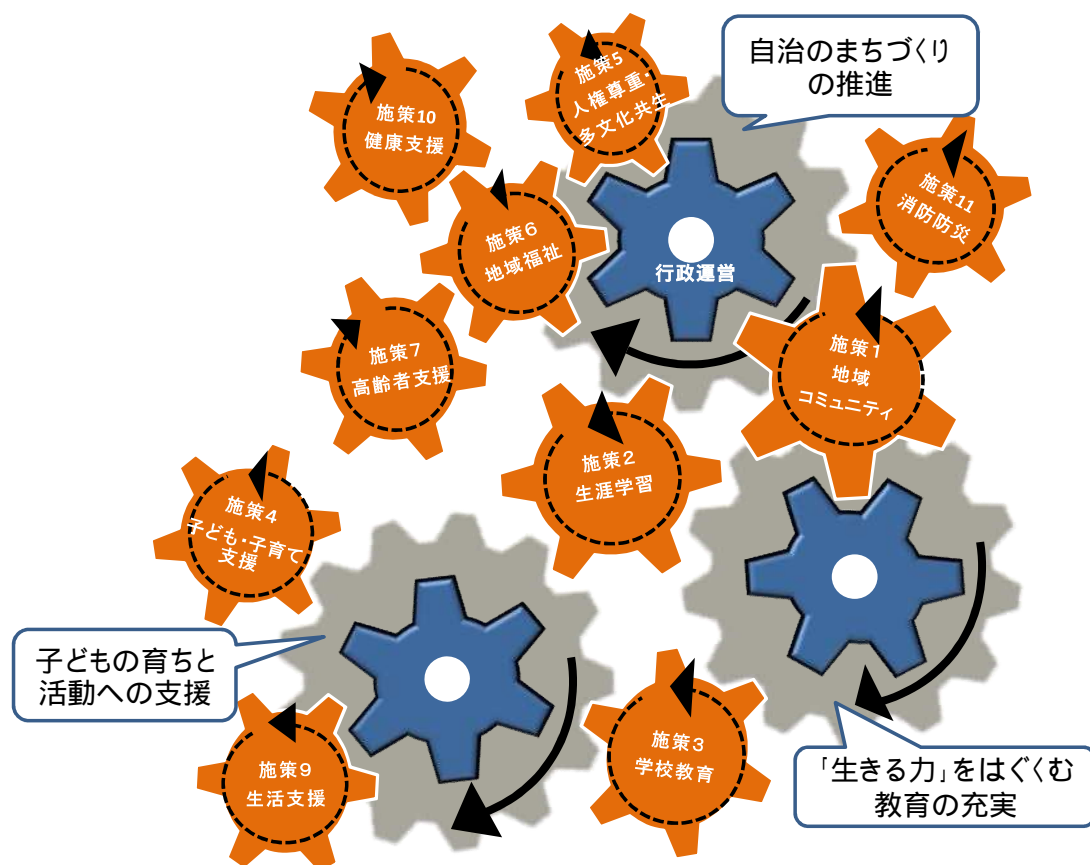 自治のまちづくり
の推進
施策5
人権尊重・
多文化共生
施策10
健康支援
施策11
消防防災
施策6
地域福祉
行政運営
施策7
高齢者支援
施策1
地域
コミュニティ
施策2
生涯学習
施策4
子ども・子育て
支援
子どもの育ちと
活動への支援
施策3
学校教育
施策9
生活支援
「生きる力」をはぐくむ
教育の充実